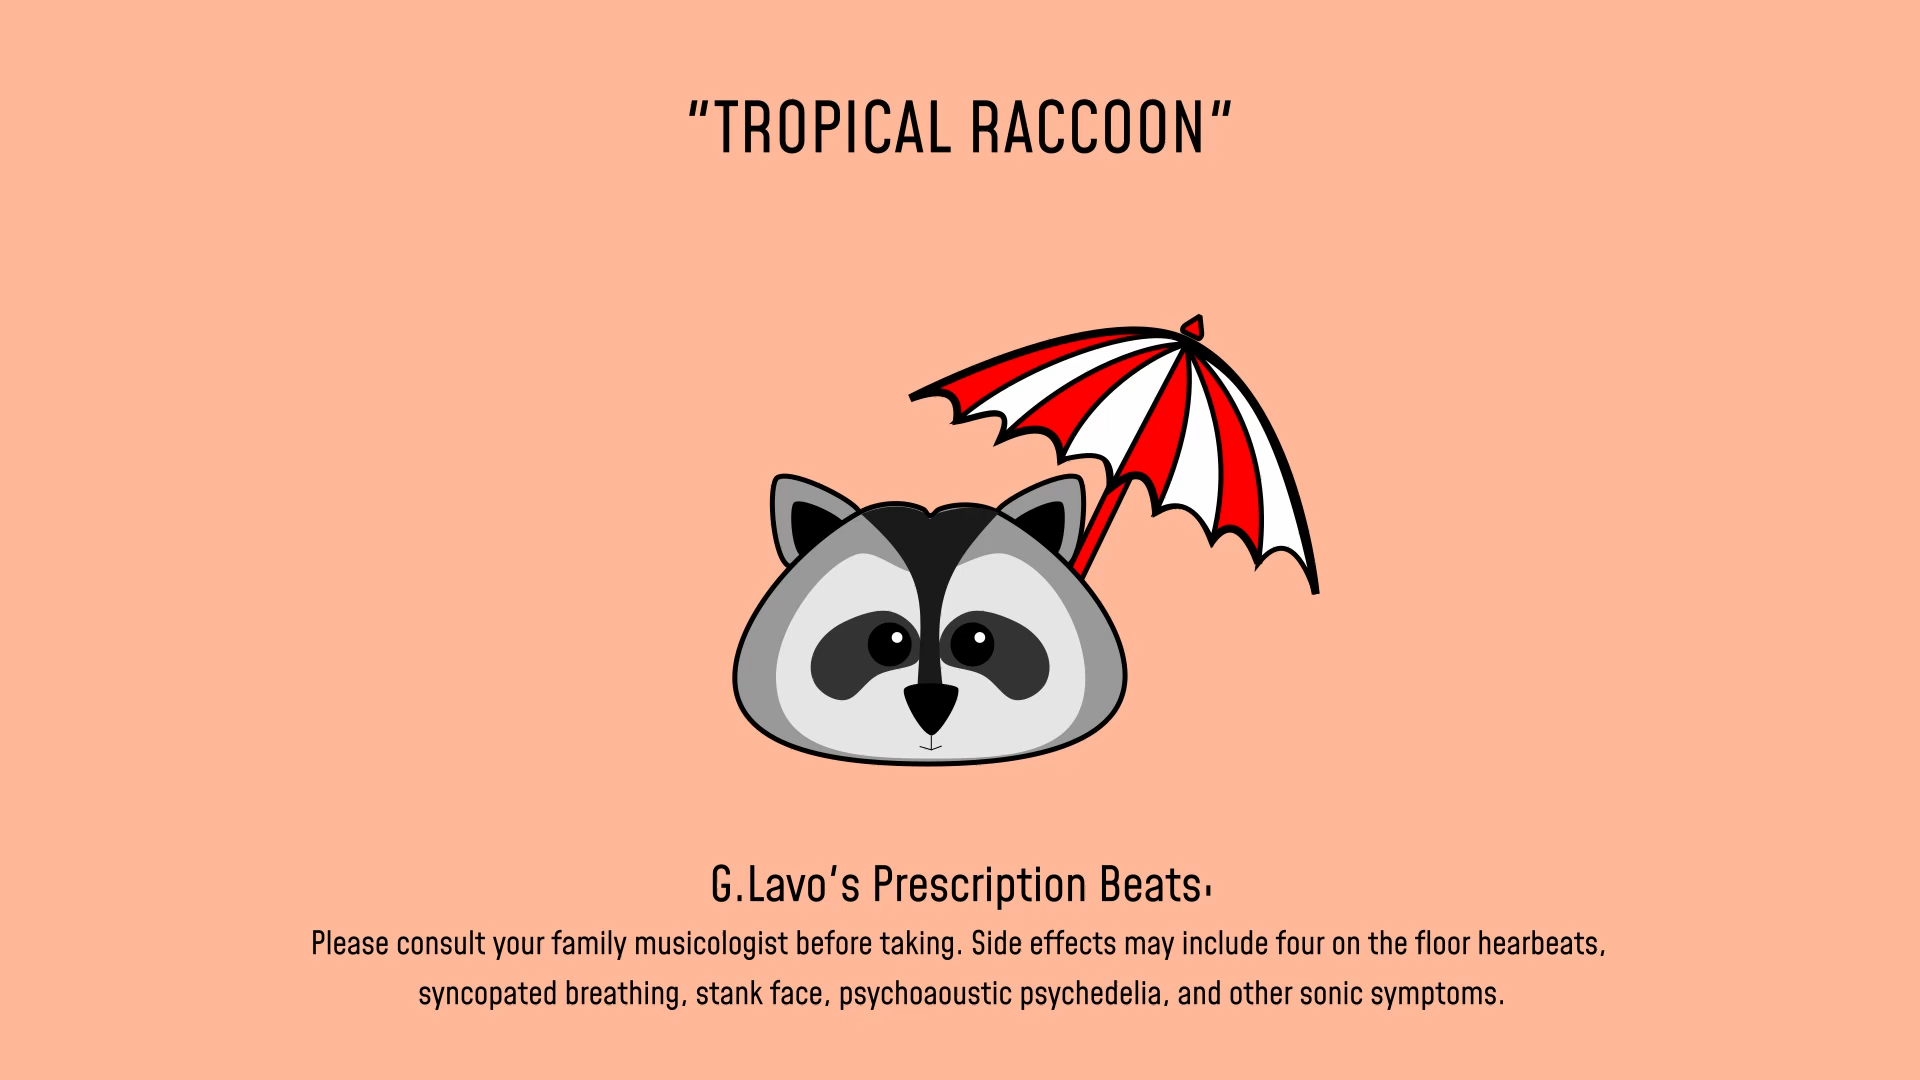 "TROPICAL RACCOON"
G.Lavo's Prescription Beats:
Please consult your family musicologist before taking. Side effects may include four on the floor hearbeats,
syncopated breathing, stank face, psychoaoustic psychedelia, and other sonic symptoms.